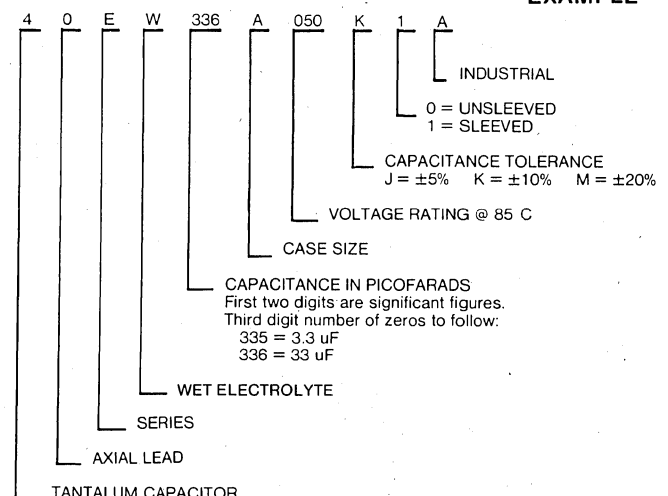 4 0 E W 336 A 050 K 1 A
INDUSTRIAL
0 = UNSLEEVED
1 = SLEEVED
CAPACITANCE TOLERANCE
J = ±5% K = ±10% M = ±20%
VOLTAGE RATING @ 85 C
CASE SIZE
CAPACITANCE IN PICOFARADS
First two digits are significant figures.
Third digit number of zeros to follow:
335 = 3.3 uF
336 = 33 uF
WET ELECTROLYTE
SERIES
AXIAL LEAD
TANTALUM CAPACITOR